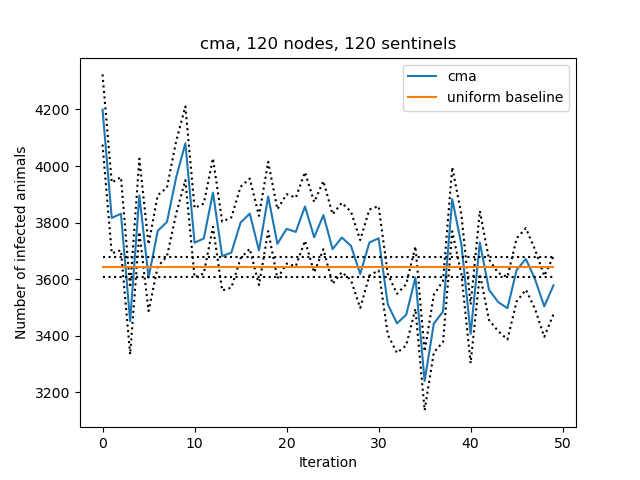 cma, 120 nodes, 120 sentinels
cma
uniform baseline
Number of infected animals
4200
4000
3800
3600
3400
3200
0 10 20 30 40 50
Iteration